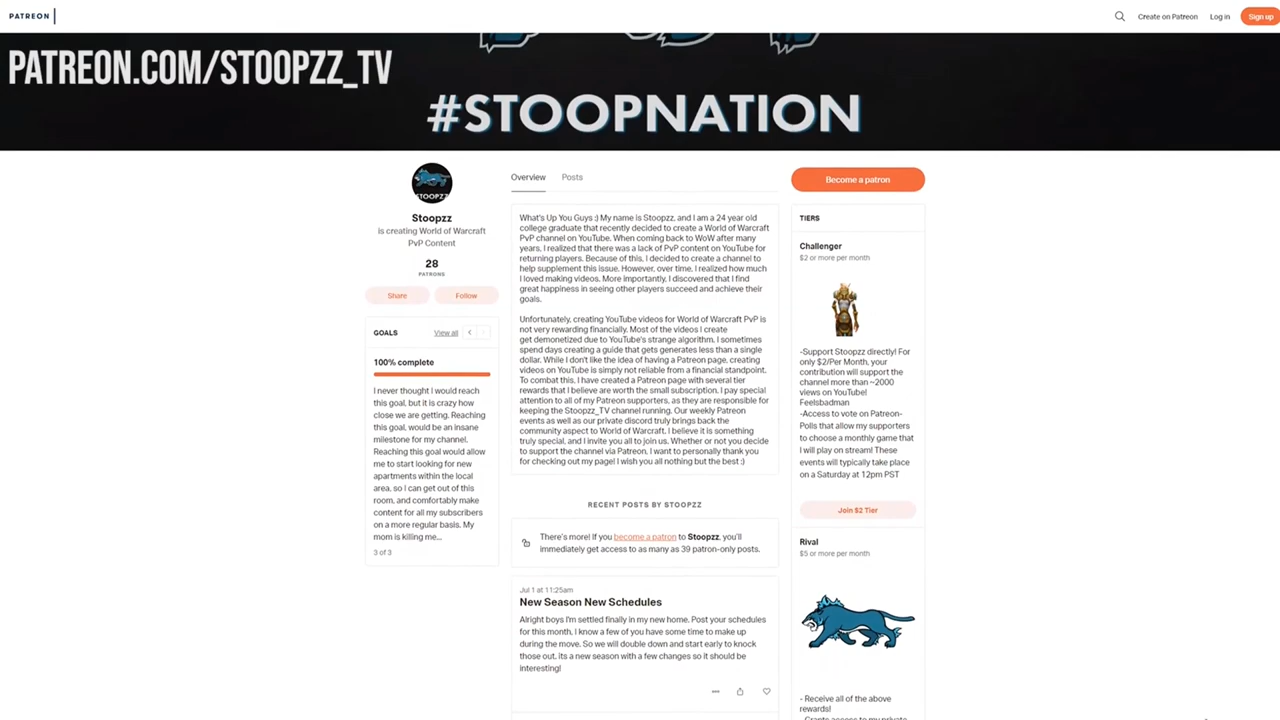 PATREON
Create on Patreon
Log in
Sign up
PATREON.COM/STOOPZZ_TV
#STOOPNATION
STOOPZZ
Stoopzz
is creating World of Warcraft
PvP Content
28
PATRONS
Share
Follow
GOALS
View all
100% complete
I never thought I would reach
this goal, but it is crazy how
close we are getting. Reaching
this goal, would be an insane
milestone for my channel.
Reaching this goal would allow
me to start looking for new
apartments within the local
area, so I can get out of this
room, and comfortably make
content for all my subscribers
on a more regular basis. My
mom is killing me...
3 of 3
Overview
Posts
What's Up You Guys :) My name is Stoopzz, and I am a 24 year old
college graduate that recently decided to create a World of Warcraft
PvP channel on YouTube. When coming back to WoW after many
years, I realized that there was a lack of PvP content on YouTube for
returning players. Because of this, I decided to create a channel to
help supplement this issue. However, over time, I realized how much
I loved making videos. More importantly, I discovered that I find
great happiness in seeing other players succeed and achieve their
goals.
Unfortunately, creating YouTube videos for World of Warcraft PvP is
not very rewarding financially. Most of the videos I create
get demonetized due to YouTube's strange algorithm. I sometimes
spend days creating a guide that gets generates less than a single
dollar. While I don't like the idea of having a Patreon page, creating
videos on YouTube is simply not reliable from a financial standpoint.
To combat this, I have created a Patreon page with several tier
rewards that I believe are worth the small subscription. I pay special
attention to all of my Patreon supporters, as they are responsible for
keeping the Stoopzz_TV channel running. Our weekly Patreon
events as well as our private discord truly brings back the
community aspect to World of Warcraft. I believe it is something
truly special, and I invite you all to join us. Whether or not you decide
to support the channel via Patreon, I want to personally thank you
for checking out my page! I wish you all nothing but the best :)
RECENT POSTS BY STOOPZZ
There's more! If you become a patron to Stoopzz, you'll
immediately get access to as many as 39 patron-only posts.
Jul 1 at 11:25am
New Season New Schedules
Alright boys I'm settled finally in my new home. Post your schedules
for this month, I know a few of you have some time to make up
during the move. So we will double down and start early to knock
those out, its a new season with a few changes so it should be
interesting!
Become a patron
TIERS
Challenger
$2 or more per month
-Support Stoopzz directly! For
only $2/Per Month, your
contribution will support the
channel more than ~2000
views on YouTube!
Feelsbadman
-Access to vote on Patreon-
Polls that allow my supporters
to choose a monthly game that
I will play on stream! These
events will typically take place
on a Saturday at 12pm PST
Join $2 Tier
Rival
$5 or more per month
- Receive all of the above
rewards!
- Grants access to my private